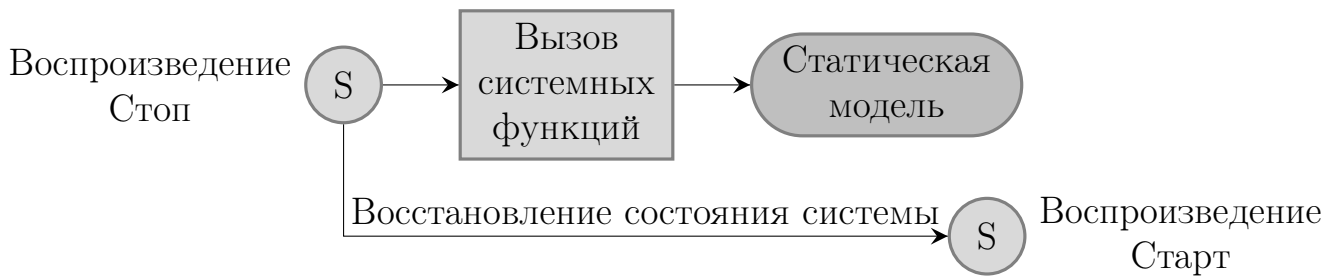 Воспроизведение
Стоп
S
Вызов
системных
функций
Статическая
модель
Восстановление состояния системы
S
Воспроизведение
Старт